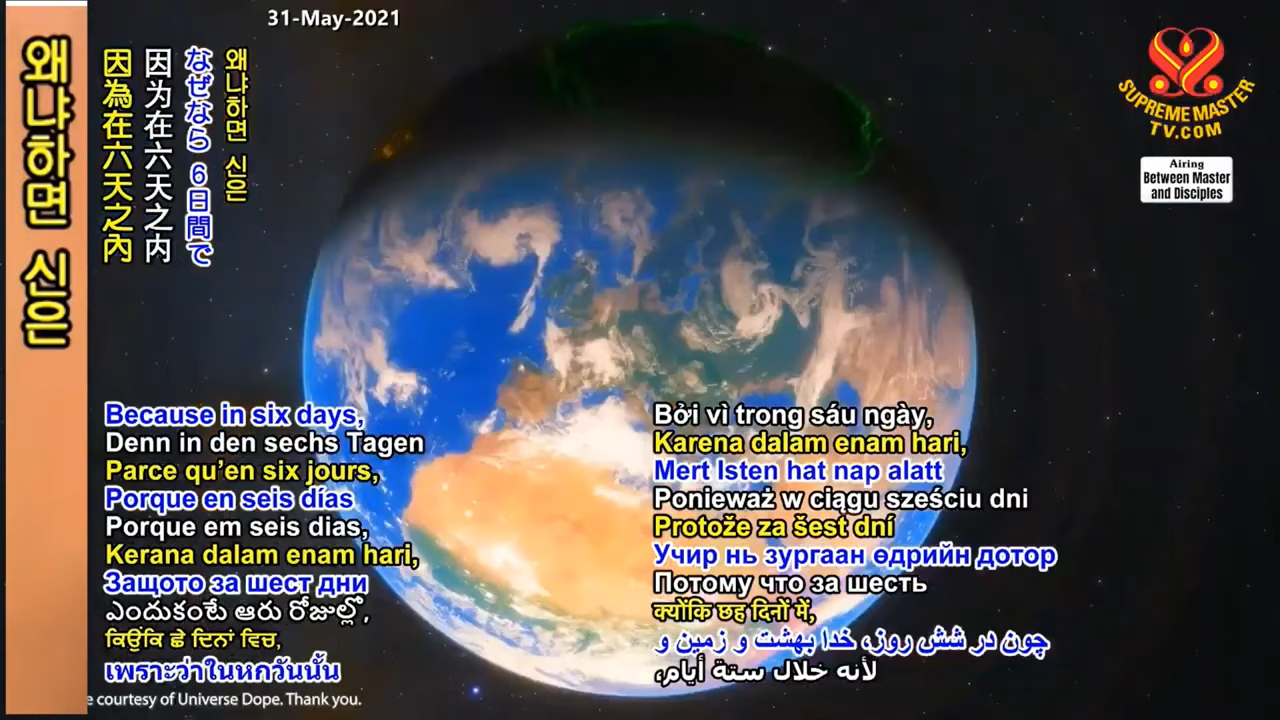 31-May-2021
왜냐하면 신은
왜냐하면 신은
なぜなら 6日間で
因为在六天之内
因為在六天之內
SUPREME MASTER
TV.COM
Airing
Between Master
and Disciples
Because in six days,
Denn in den sechs Tagen
Parce qu’en six jours,
Porque en seis días
Porque em seis dias,
Kerana dalam enam hari,
Защото за шест дни
ఎందుకంటే ఆరు రోజుల్లో,
ਕਿਉਂਕਿ ਛੇ ਦਿਨਾਂ ਵਿਚ,
เพราะว่าในหกวันนั้น
Bởi vì trong sáu ngày,
Karena dalam enam hari,
Mert Isten hat nap alatt
Ponieważ w ciągu sześciu dni
Protože za šest dní
Учир нь зургаан өдрийн дотор
Потому что за шесть
क्योंकि छह दिनों में,
چون در شش روز، خدا بهشت و زمین و
لأنه خلال ستة أيام،
e courtesy of Universe Dope. Thank you.